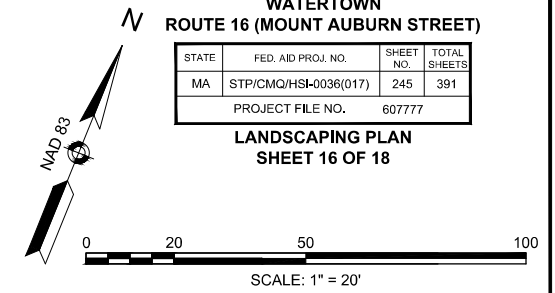 WATERTOWN
ROUTE 16 (MOUNT AUBURN STREET)
STATE FED. AID PROJ. NO. SHEET NO. TOTAL SHEETS
MA STP/CMQ/HSI-0036(017) 245 391
PROJECT FILE NO. 607777
LANDSCAPING PLAN
SHEET 16 OF 18
N
NAD 83
0 20 50 100
SCALE: 1" = 20'